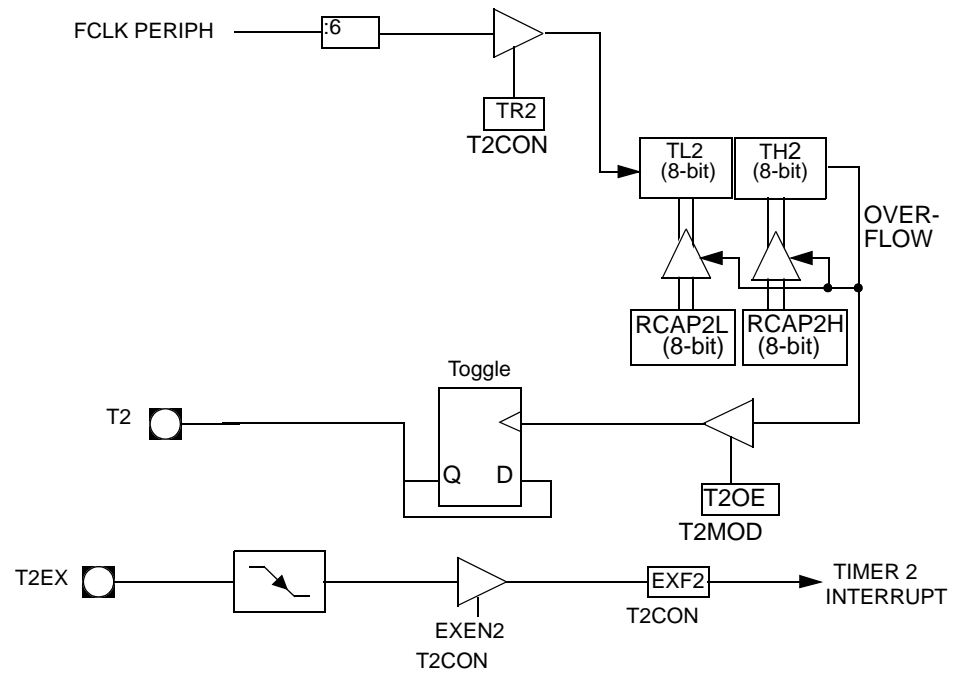 FCLK PERIPH
:6
TR2
T2CON
TL2
(8-bit)
TH2
(8-bit)
OVER-
FLOW
RCAP2L
(8-bit)
RCAP2H
(8-bit)
Toggle
T2
Q
D
T2OE
T2MOD
T2EX
EXEN2
T2CON
EXF2
T2CON
TIMER 2
INTERRUPT